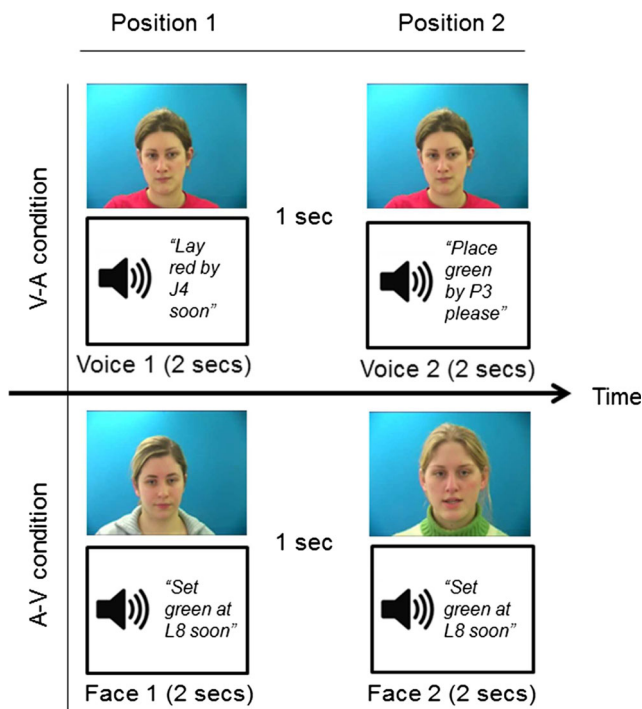 Position 1
Position 2
V-A condition
“Lay
red by
J4
soon”
1 sec
“Place
green
by P3
please”
Voice 1 (2 secs)
Voice 2 (2 secs)
Time
A-V condition
“Set
green at
L8 soon”
1 sec
“Set
green at
L8 soon”
Face 1 (2 secs)
Face 2 (2 secs)